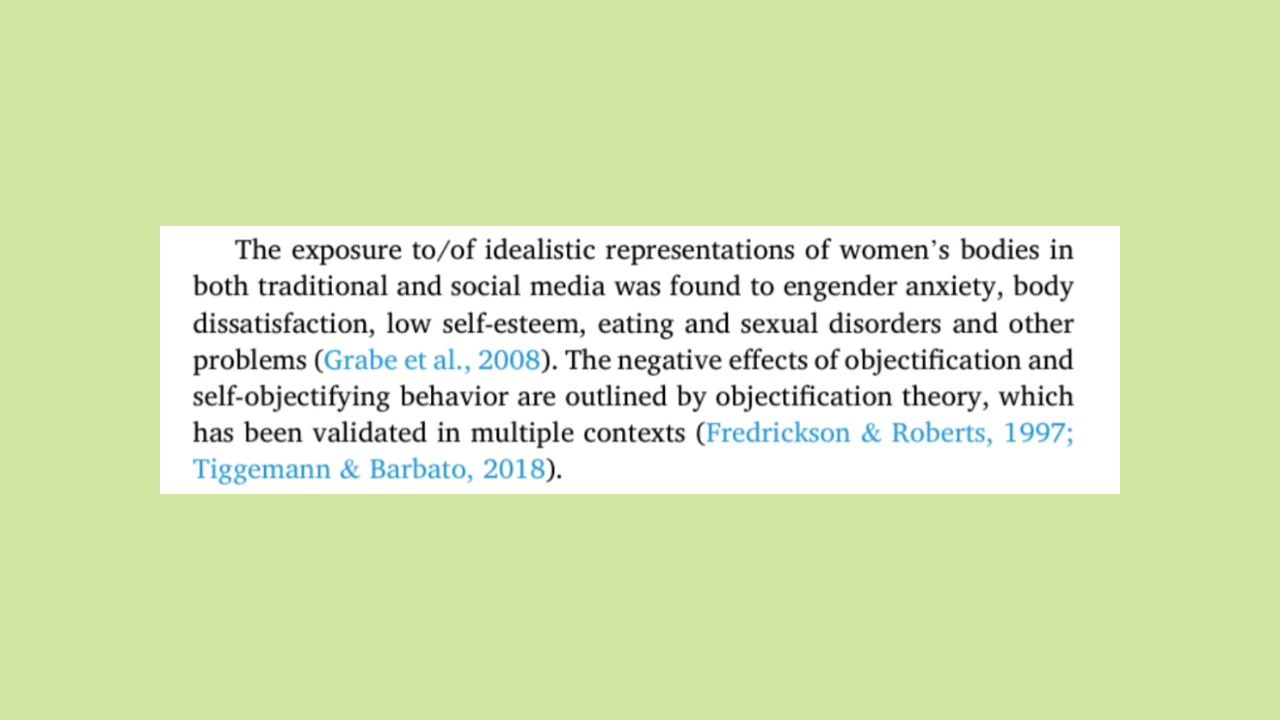 The exposure to/of idealistic representations of women’s bodies in
both traditional and social media was found to engender anxiety, body
dissatisfaction, low self-esteem, eating and sexual disorders and other
problems (Grabe et al., 2008). The negative effects of objectification and
self-objectifying behavior are outlined by objectification theory, which
has been validated in multiple contexts (Fredrickson & Roberts, 1997;
Tiggemann & Barbato, 2018).